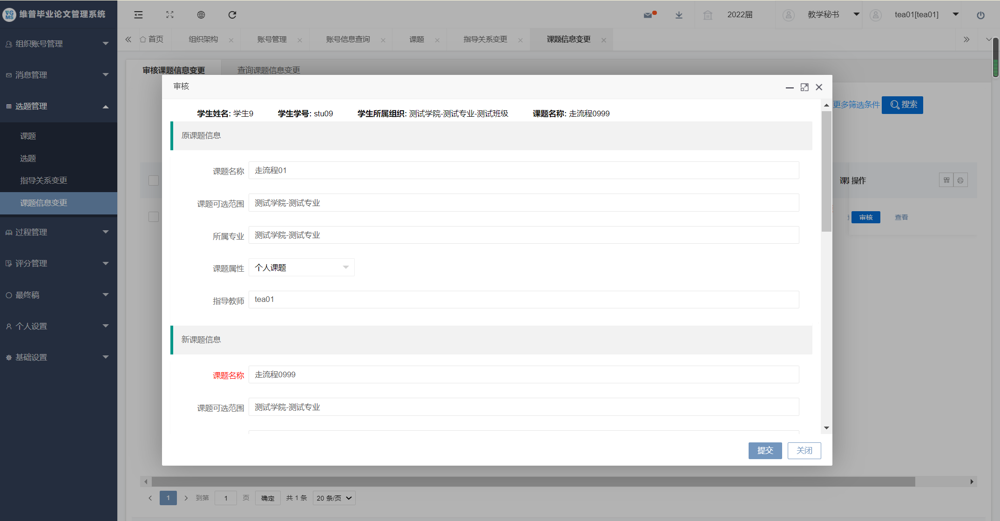 维普毕业论文管理系统
2022届
教学秘书
tea01[tea01]
首页
组织架构
账号管理
账号信息查询
课题
指导关系变更
课题信息变更
组织账号管理
消息管理
选题管理
课题
选题
指导关系变更
课题信息变更
过程管理
评分管理
最终稿
个人设置
基础设置
审核课题信息变更
查询课题信息变更
更多筛选条件
搜索
操作
审核
查看
审核
学生姓名: 学生9
学生学号: stu09
学生所属组织: 测试学院-测试专业-测试班级
课题名称: 走流程0999
原课题信息
课题名称
走流程01
课题可选范围
测试学院-测试专业
所属专业
测试学院-测试专业
课题属性
个人课题
指导教师
tea01
新课题信息
课题名称
走流程0999
课题可选范围
测试学院-测试专业
提交
关闭
1
到第
1
页
确定
共 1 条
20 条/页